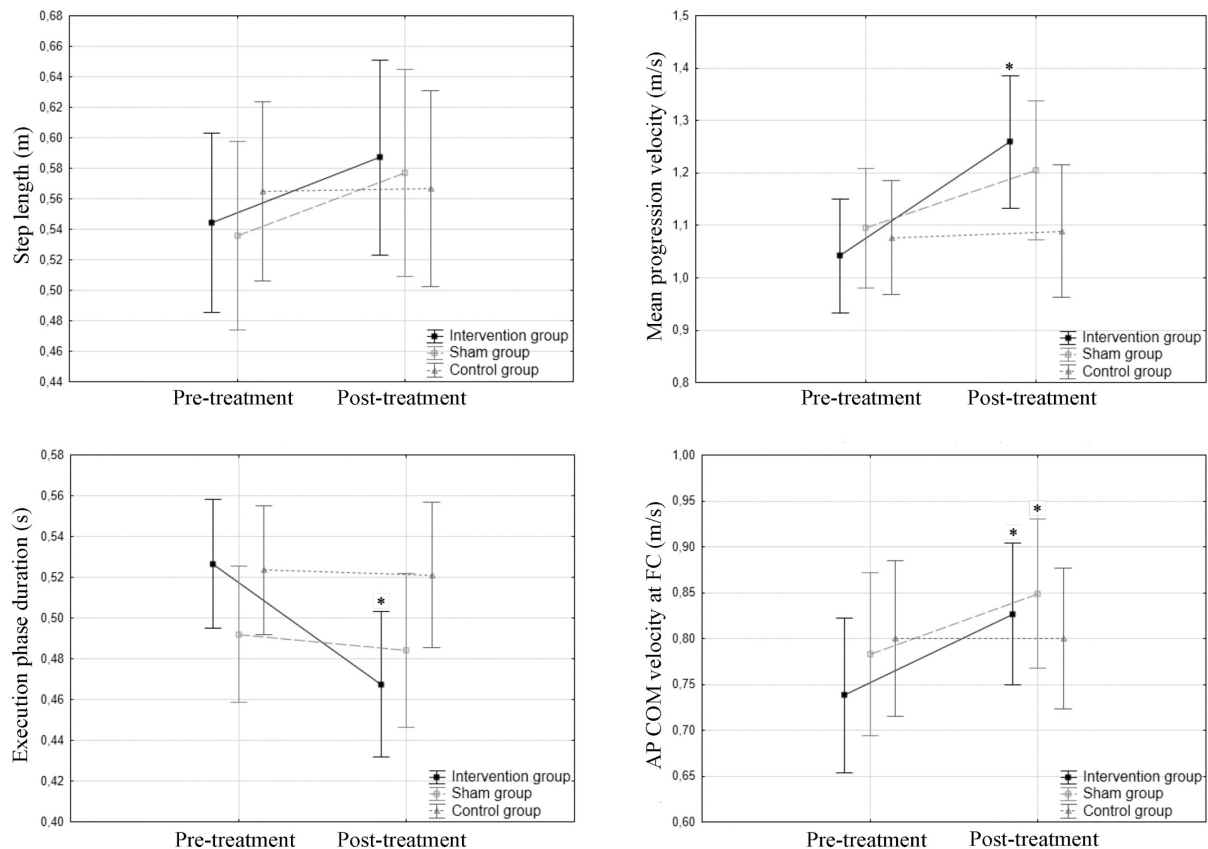 Step length (m)
0,68
0,66
0,64
0,62
0,60
0,58
0,56
0,54
0,52
0,50
0,48
0,46
0,44
Intervention group
Sham group
Control group
Pre-treatment Post-treatment
Mean progression velocity (m/s)
1,5
1,4
1,3
1,2
1,1
1,0
0,9
0,8
*
Intervention group
Sham group
Control group
Pre-treatment Post-treatment
Execution phase duration (s)
0,58
0,56
0,54
0,52
0,50
0,48
0,46
0,44
0,42
0,40
*
Intervention group.
Sham group
Control group
Pre-treatment Post-treatment
AP COM velocity at FC (m/s)
1,00
0,95
0,90
0,85
0,80
0,75
0,70
0,65
0,60
* *
Intervention group
Sham group
Control group
Pre-treatment Post-treatment